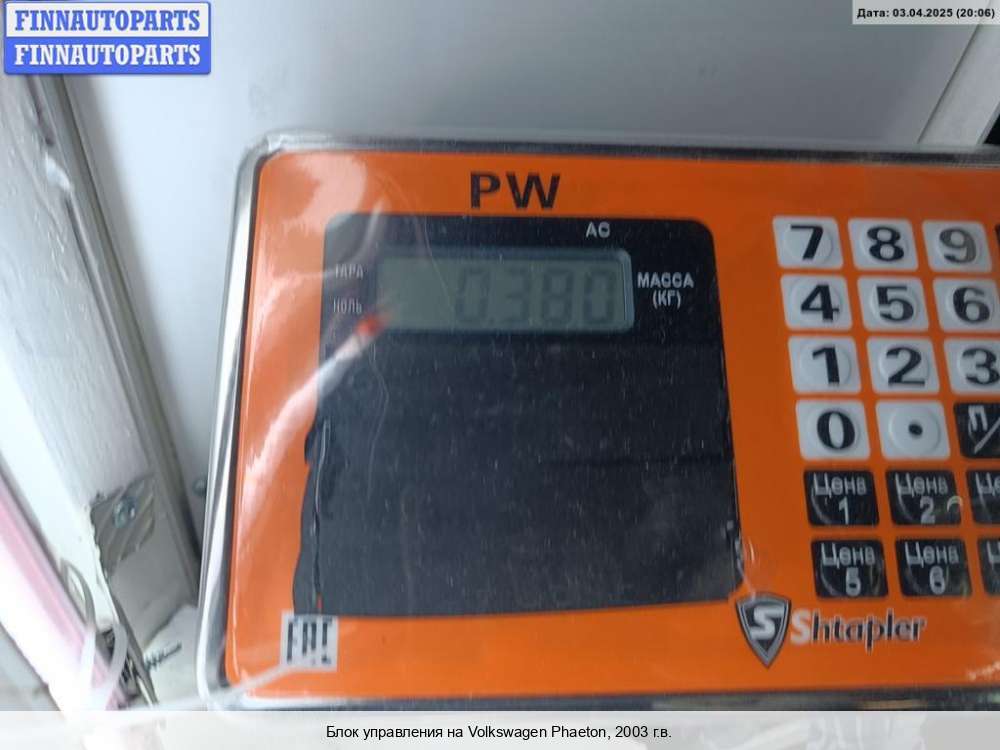 FINNAUTOPARTS
FINNAUTOPARTS
Дата: 03.04.2025 (20:06)
PW
AC
ТАРА
НОЛЬ
0.380
МАССА
(КГ)
7 8 9
4 5 6
1 2 3
0 .
Цена 1
Цена 2
Цена 5
Цена 6
EAC
S Shtapler
Блок управления на Volkswagen Phaeton, 2003 г.в.